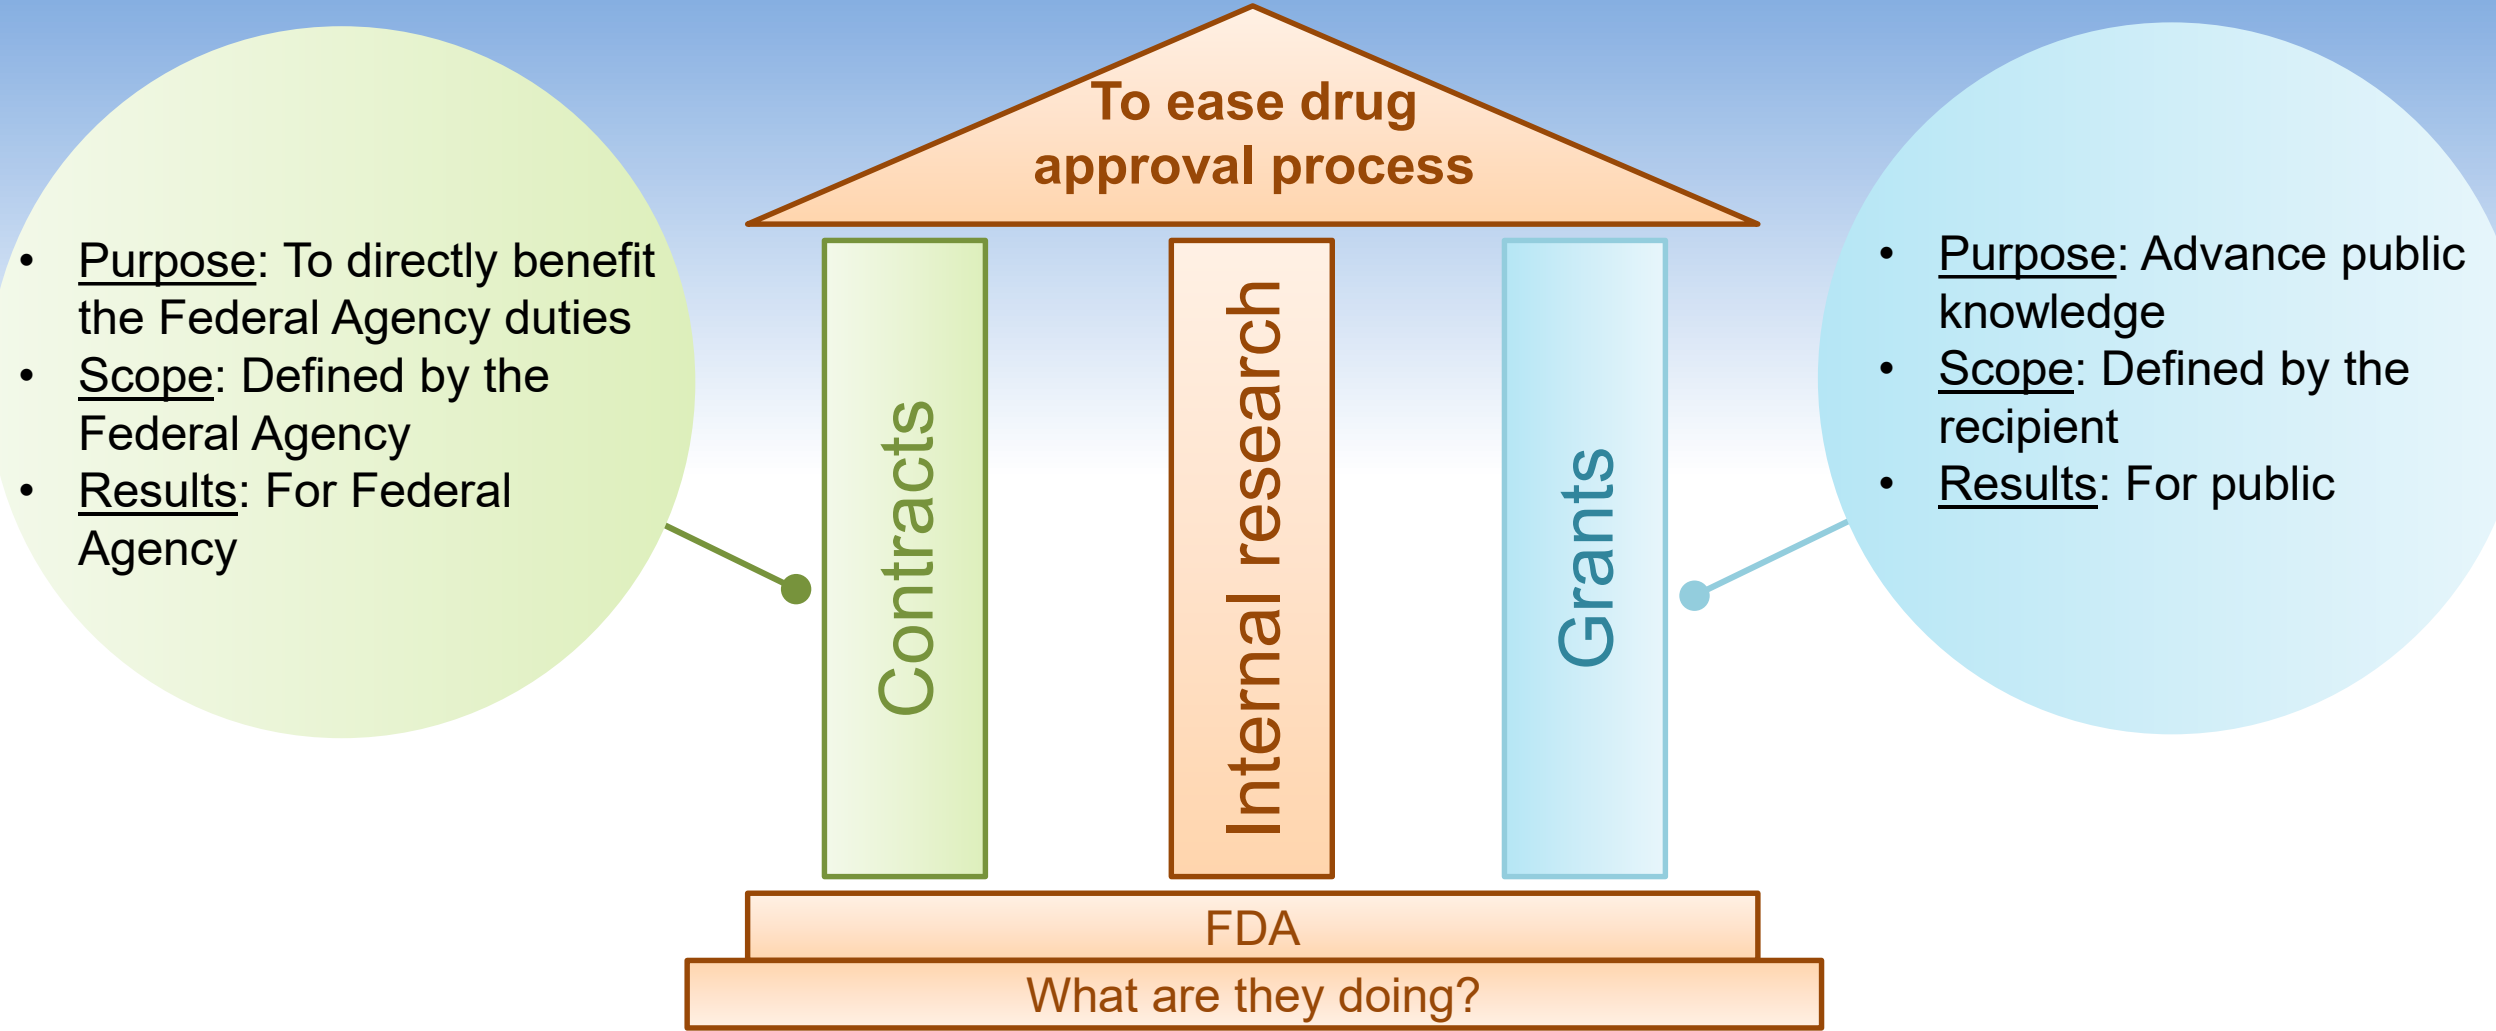 To ease drug
approval process
• Purpose: To directly benefit
the Federal Agency duties
• Scope: Defined by the
Federal Agency
• Results: For Federal
Agency
Contracts
Internal research
Grants
• Purpose: Advance public
knowledge
• Scope: Defined by the
recipient
• Results: For public
FDA
What are they doing?